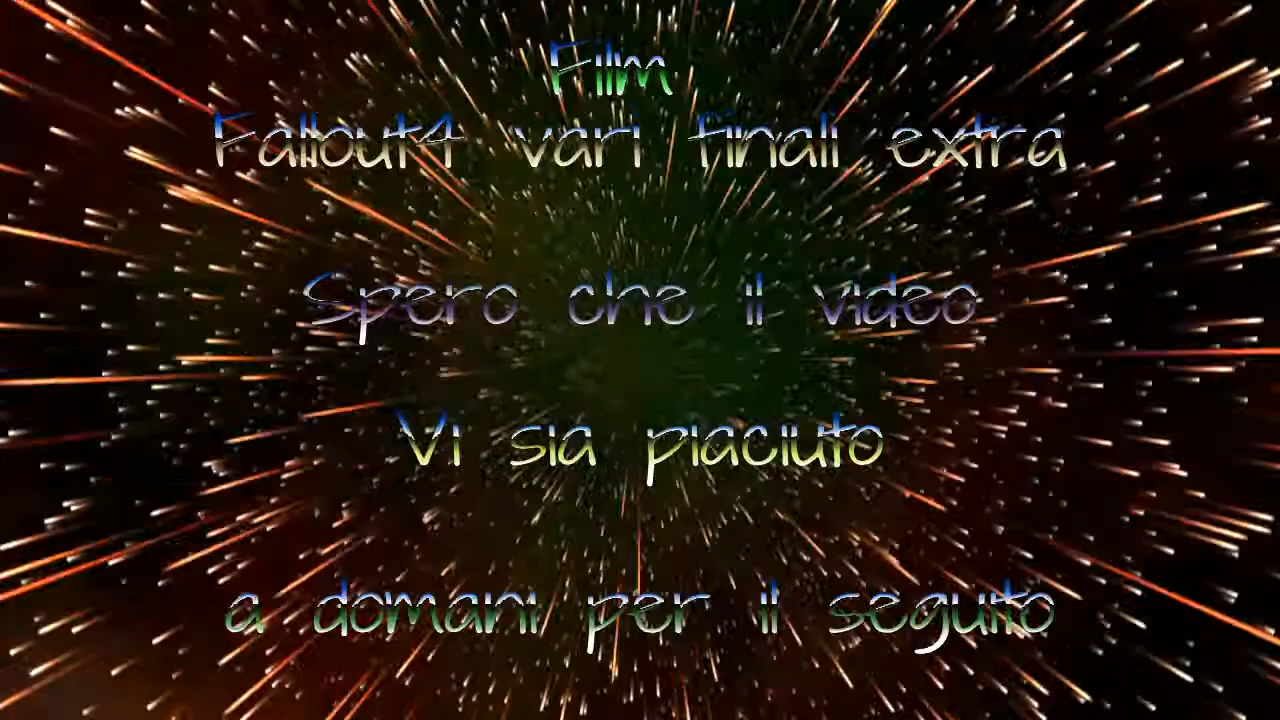 Film
Fallout4 vari finali extra
Spero che il video
Vi sia piaciuto
a domani per il seguito